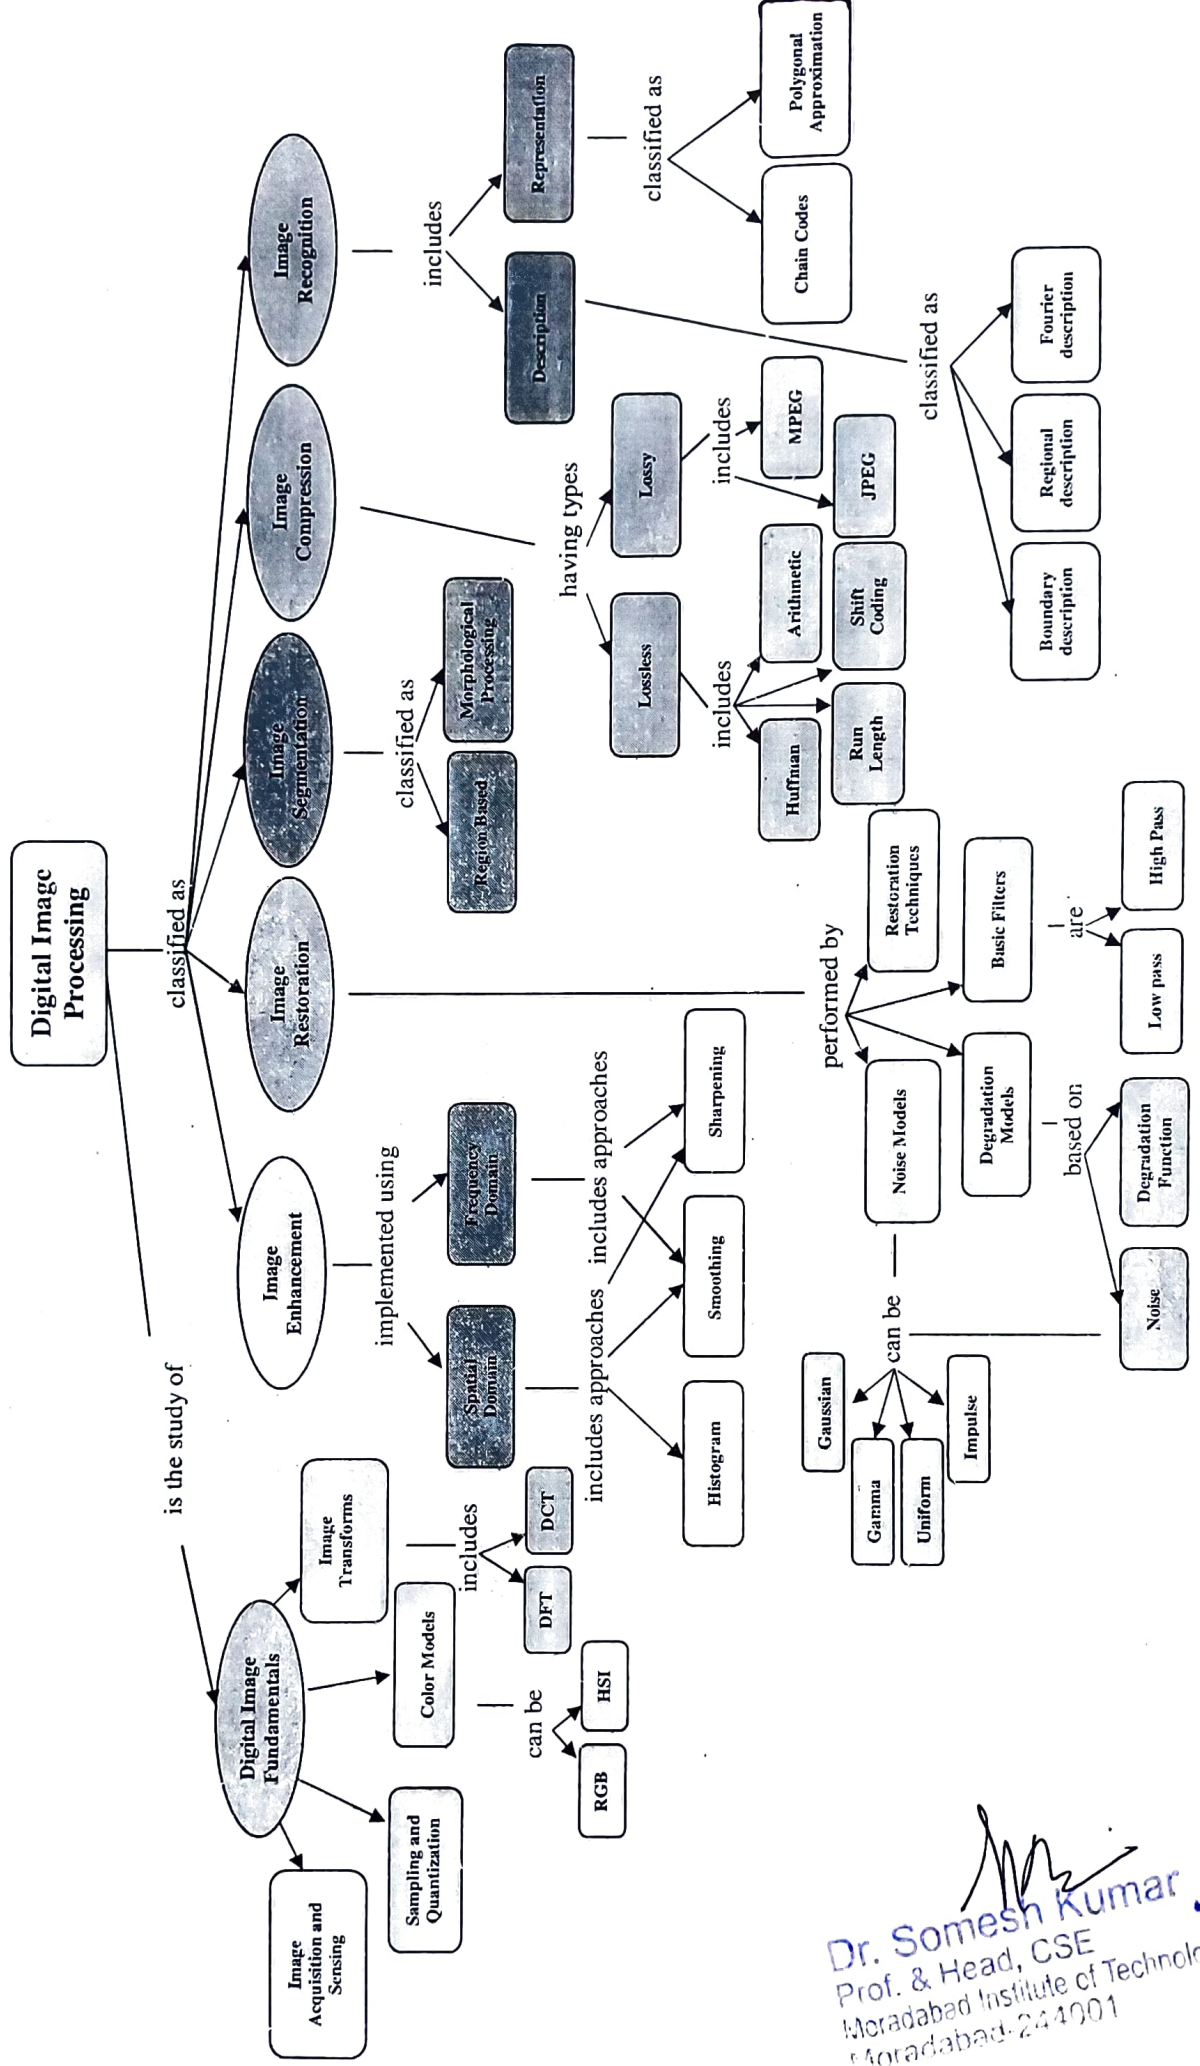 Digital Image
Processing
is the study of
classified as
Digital Image
Fundamentals
Image
Enhancement
Image
Restoration
Image
Segmentation
Image
Compression
Image
Recognition
Image
Acquisition and
Sensing
Sampling and
Quantization
Color Models
Image
Transforms
can be
RGB
HSI
includes
DFT
DCT
implemented using
Spatial
Domain
Frequency
Domain
includes approaches
includes approaches
Histogram
Smoothing
Sharpening
classified as
Region Based
Morphological
Processing
having types
Lossless
Lossy
includes
Huffman
Arithmetic
Run
Length
Shift
Coding
includes
MPEG
JPEG
includes
Description
Representation
classified as
Chain Codes
Polygonal
Approximation
classified as
Boundary
description
Regional
description
Fourier
description
performed by
Noise Models
Restoration
Techniques
Degradation
Models
Basic Filters
can be
Gaussian
Gamma
Uniform
Impulse
based on
Noise
Degradation
Function
are
Low pass
High Pass
Dr. Somesh Kumar
Prof. & Head, CSE
Moradabad Institute of Technolo
Moradabad-244001